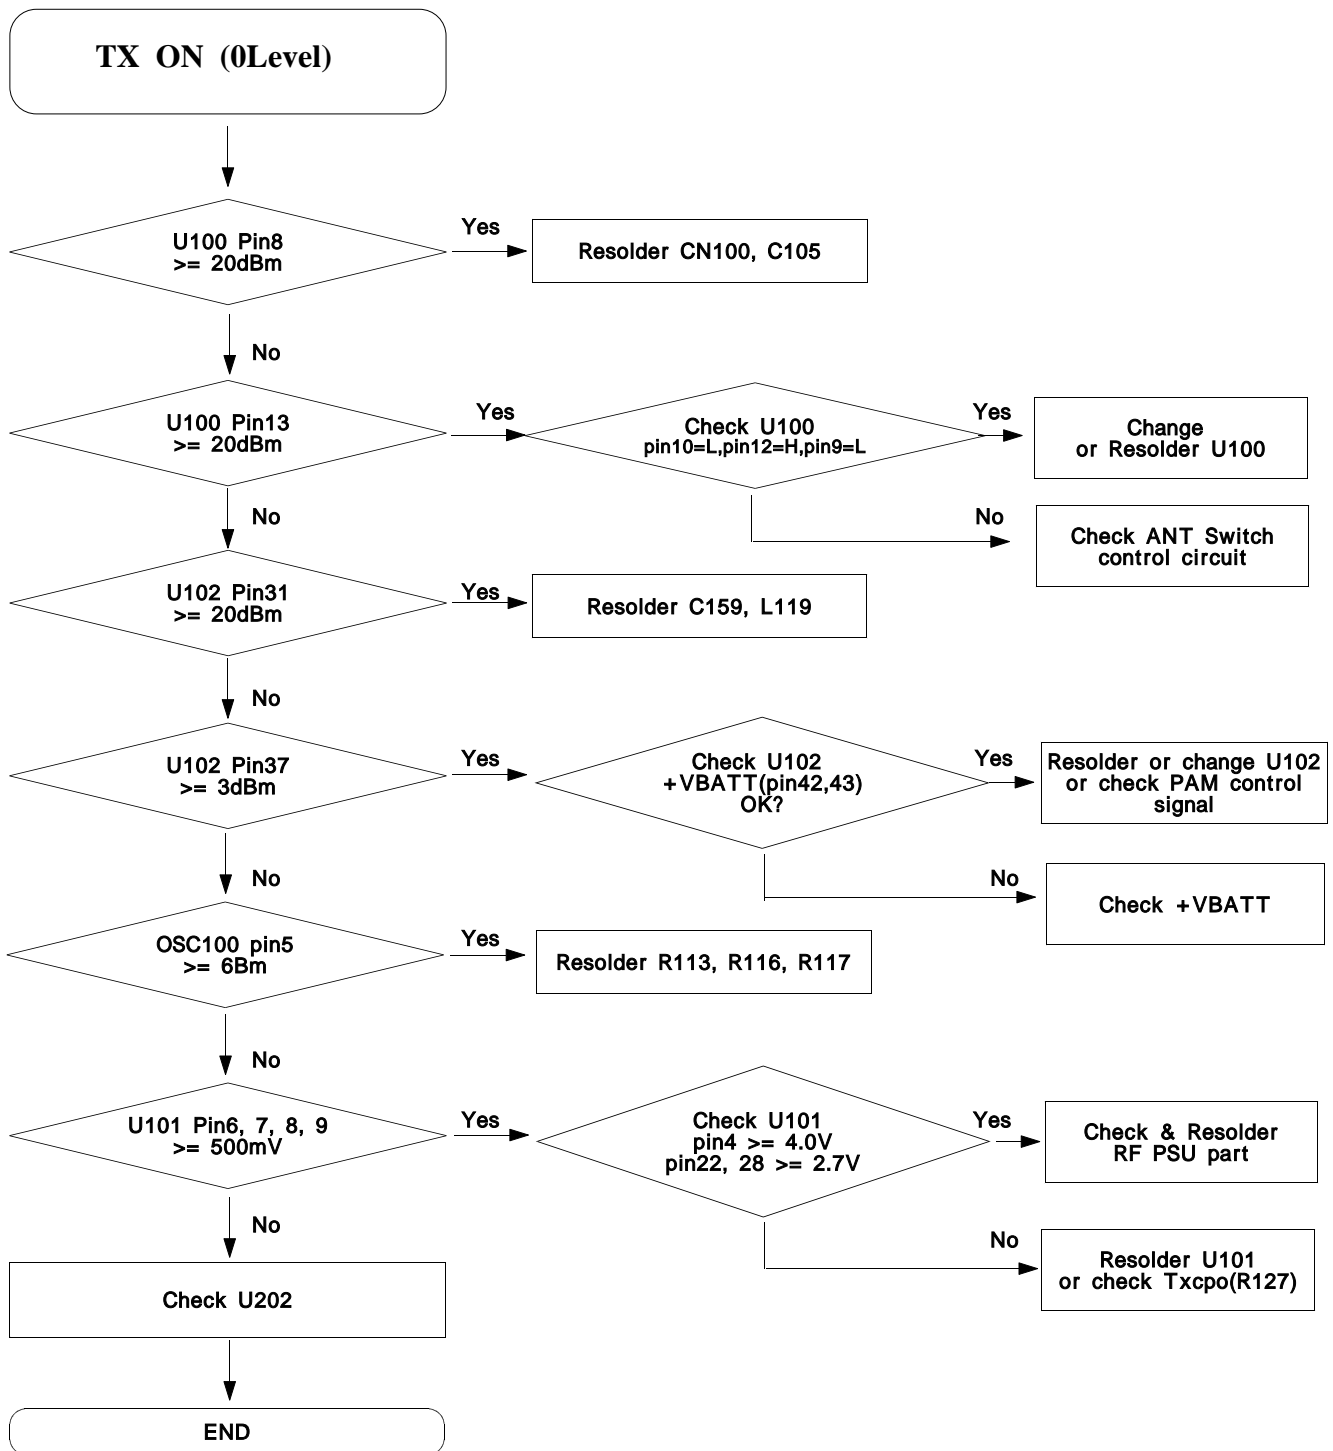 TX ON (0Level)
U100 Pin8
>= 20dBm
Yes
Resolder CN100, C105
No
U100 Pin13
>= 20dBm
Yes
Check U100
pin10=L,pin12=H,pin9=L
Yes
Change
or Resolder U100
No
No
Check ANT Switch
control circuit
U102 Pin31
>= 20dBm
Yes
Resolder C159, L119
No
U102 Pin37
>= 3dBm
Yes
Check U102
+VBATT(pin42,43)
OK?
Yes
Resolder or change U102
or check PAM control
signal
No
No
Check +VBATT
OSC100 pin5
>= 6Bm
Yes
Resolder R113, R116, R117
No
U101 Pin6, 7, 8, 9
>= 500mV
Yes
Check U101
pin4 >= 4.0V
pin22, 28 >= 2.7V
Yes
Check & Resolder
RF PSU part
No
No
Resolder U101
or check Txcpo(R127)
Check U202
END